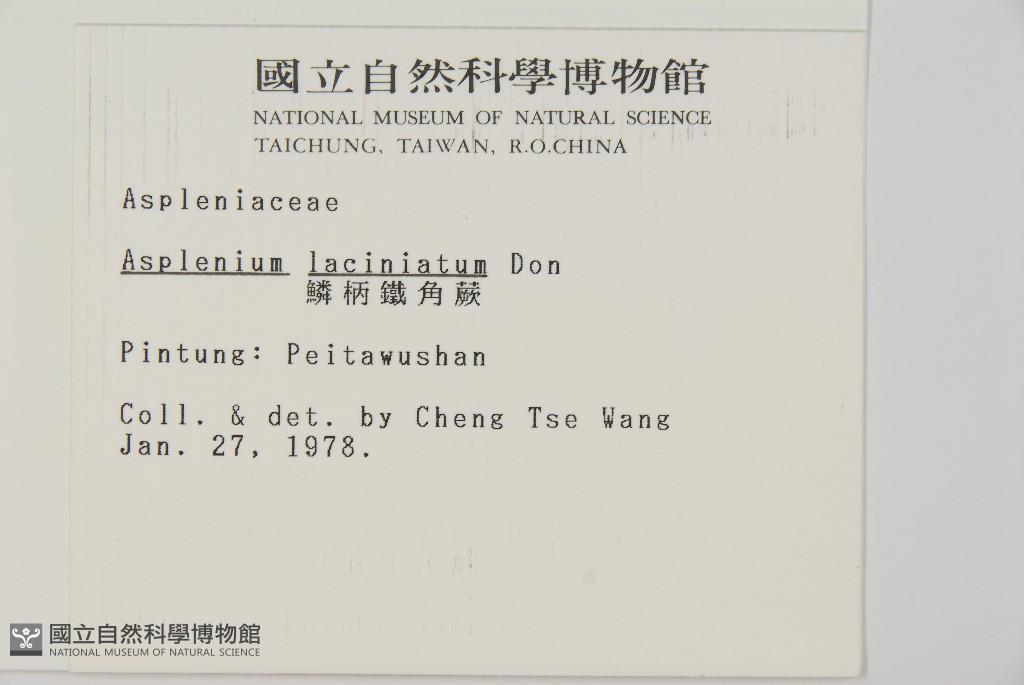 國立自然科學博物館
NATIONAL MUSEUM OF NATURAL SCIENCE
TAICHUNG, TAIWAN, R.O.CHINA
Aspleniaceae
Asplenium laciniatum Don
鱗柄鐵角蕨
Pintung: Peitawushan
Coll. & det. by Cheng Tse Wang
Jan. 27, 1978.
國立自然科學博物館
NATIONAL MUSEUM OF NATURAL SCIENCE